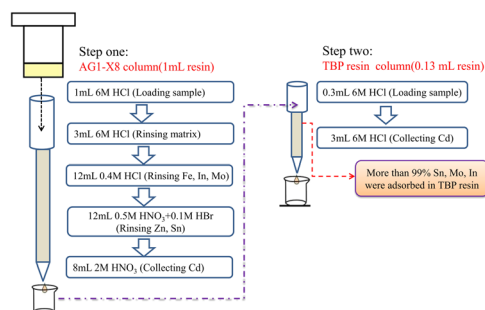 Step one:
AG1-X8 column(1mL resin)
1mL 6M HCl (Loading sample)
3mL 6M HCl (Rinsing matrix)
12mL 0.4M HCl (Rinsing Fe, In, Mo)
12mL 0.5M HNO3+0.1M HBr
(Rinsing Zn, Sn)
8mL 2M HNO3 (Collecting Cd)
Step two:
TBP resin column(0.13 mL resin)
0.3mL 6M HCl (Loading sample)
3mL 6M HCl (Collecting Cd)
More than 99% Sn, Mo, In
were adsorbed in TBP resin